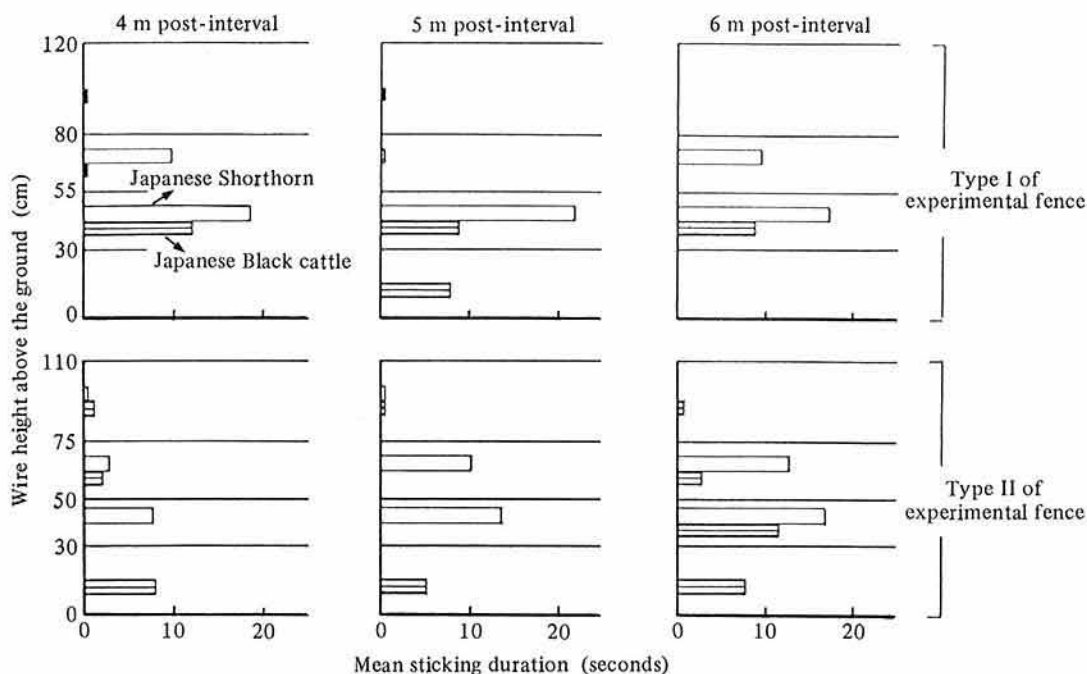 4 m post-interval
5 m post-interval
6 m post-interval
120
80
55
30
0
Japanese Shorthorn
Japanese Black cattle
Type I of
experimental fence
Wire height above the ground (cm)
110
75
50
30
0
Type II of
experimental fence
0 10 20
0 10 20
0 10 20
Mean sticking duration (seconds)